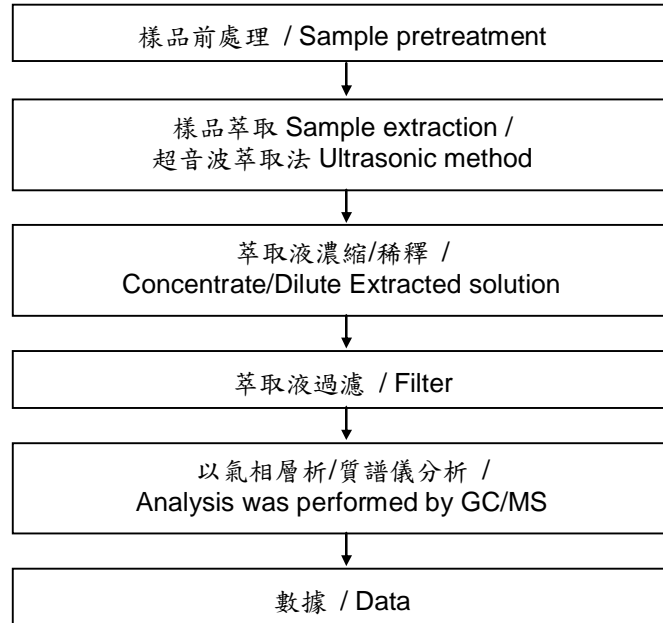 樣品前處理 / Sample pretreatment
樣品萃取 Sample extraction /
超音波萃取法 Ultrasonic method
萃取液濃縮/稀釋 /
Concentrate/Dilute Extracted solution
萃取液過濾 / Filter
以氣相層析/質譜儀分析 /
Analysis was performed by GC/MS
數據 / Data